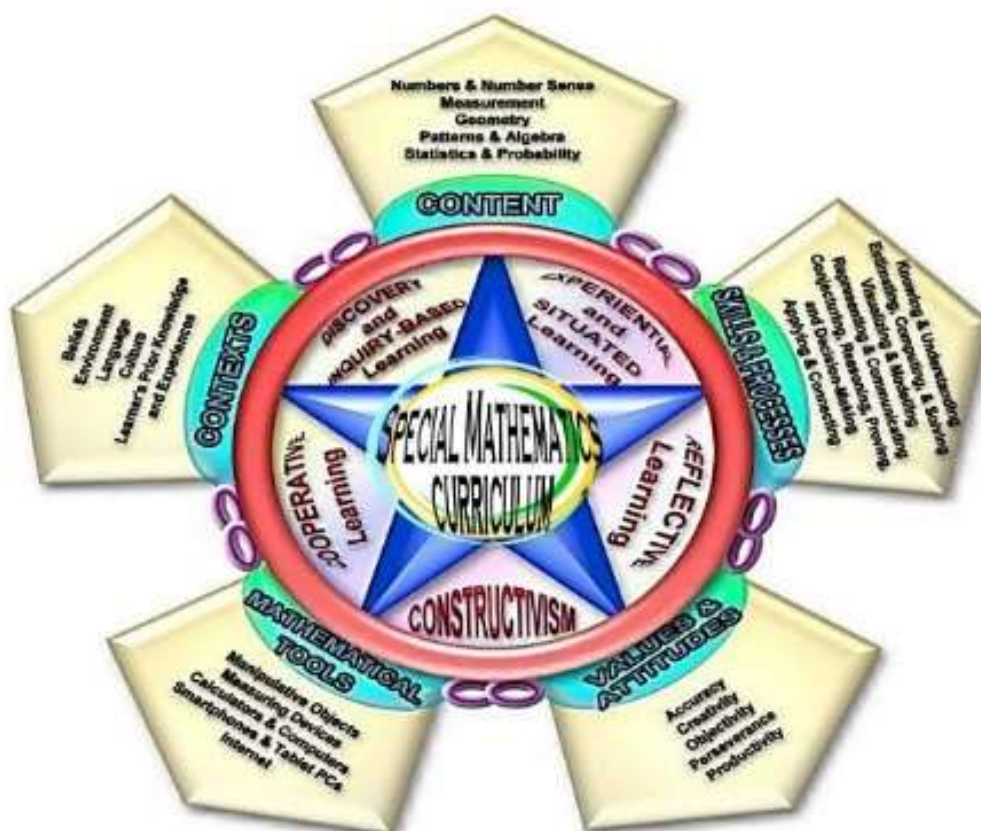 Numbers & Number Sense
Measurement
Geometry
Patterns & Algebra
Statistics & Probability
CONTENT
Knowing & Understanding
Estimating, Computing, & Solving
Visualizing & Modeling
Representing & Communicating
Conjecturing, Reasoning, Proving,
and Decision-Making
Applying & Connecting
SKILLS & PROCESSES
Accuracy
Creativity
Objectivity
Perseverance
Productivity
VALUES &
ATTITUDES
MATHEMATICAL
TOOLS
Manipulative Objects
Measuring Devices
Calculators & Computers
Smartphones & Tablet PCs
Internet
CONTEXTS
Beliefs
Environment
Language
Culture
Learner's Prior Knowledge
and Experiences
DISCOVERY
and
INQUIRY-BASED
Learning
EXPERIENTIAL
and
SITUATED
Learning
REFLECTIVE
Learning
CONSTRUCTIVISM
COOPERATIVE
Learning
SPECIAL MATHEMATICS
CURRICULUM